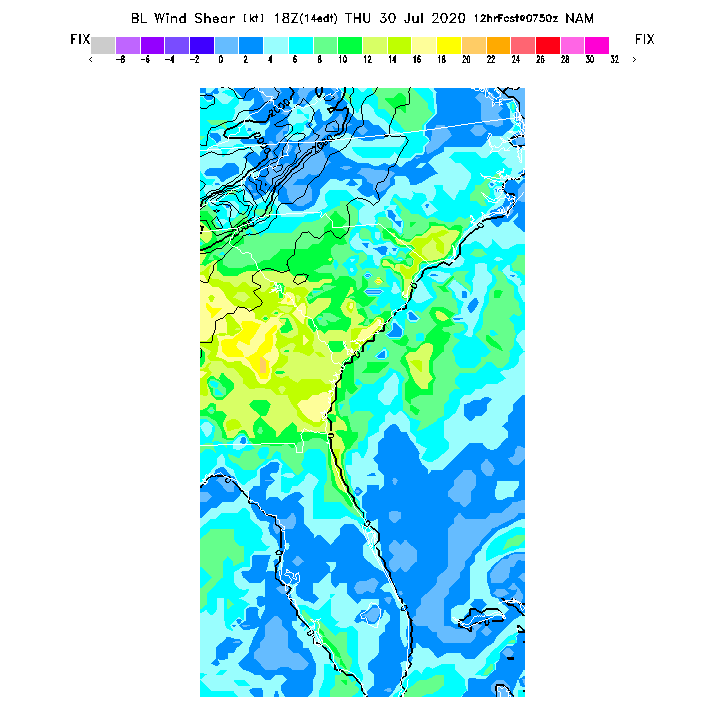 BL Wind Shear [kt] 18Z(14edt) THU 30 Jul 2020 12hrFcst@0750z NAM
FIX FIX
< -8 -6 -4 -2 0 2 4 6 8 10 12 14 16 18 20 22 24 26 28 30 32 >